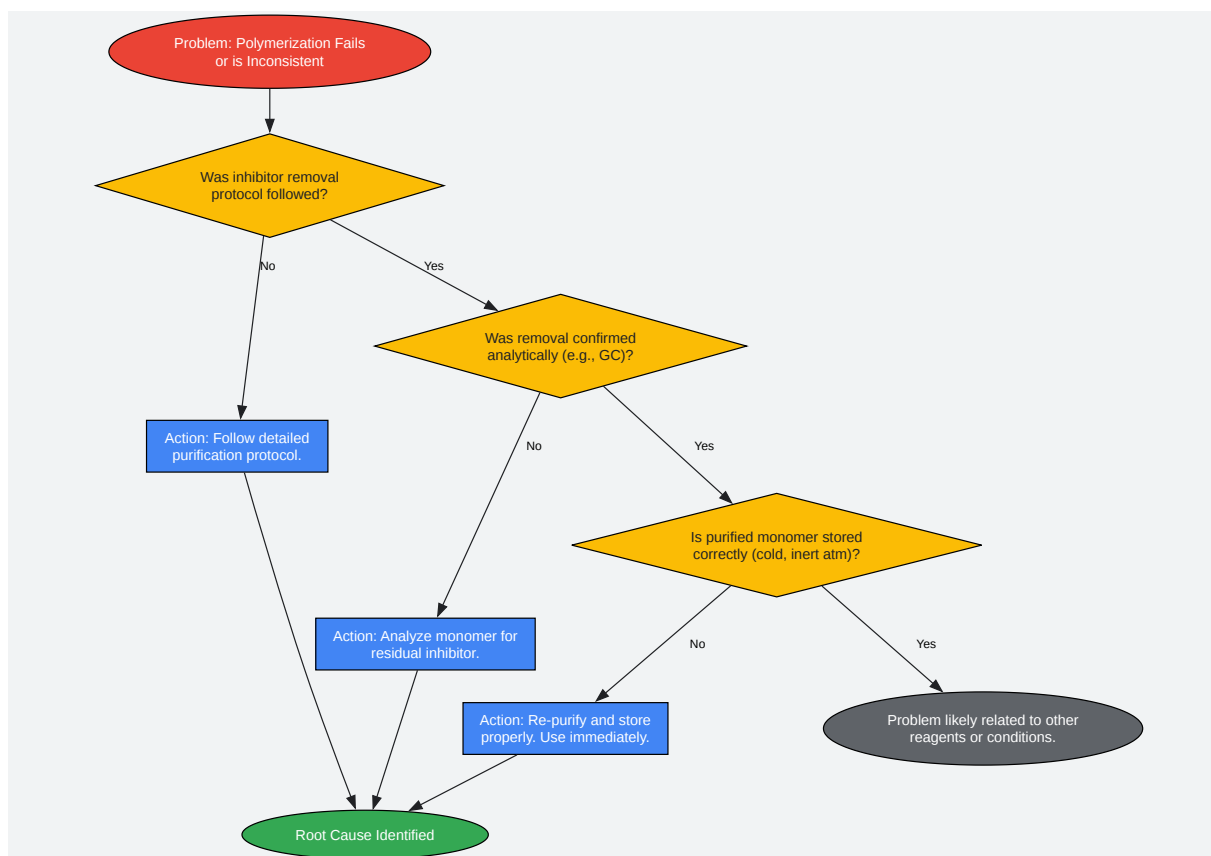 Problem: Polymerization Fails
or is Inconsistent
Was inhibitor removal
protocol followed?
No
Yes
Was removal confirmed
analytically (e.g., GC)?
Action: Follow detailed
purification protocol.
No
Yes
Is purified monomer stored
correctly (cold, inert atm)?
Action: Analyze monomer for
residual inhibitor.
No
Yes
Action: Re-purify and store
properly. Use immediately.
Problem likely related to other
reagents or conditions.
Root Cause Identified